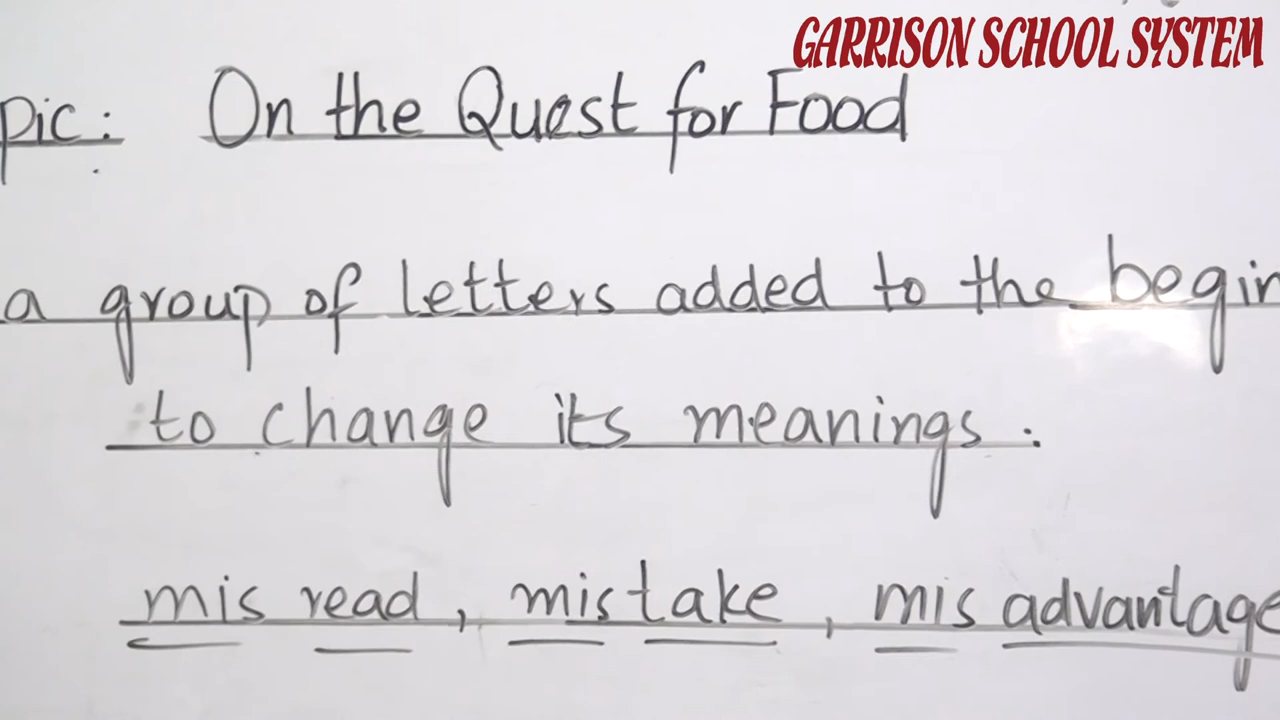 GARRISON SCHOOL SYSTEM
pic: On the Quest for Food
a group of letters added to the begin
to change its meanings.
mis read, mistake, mis advantage